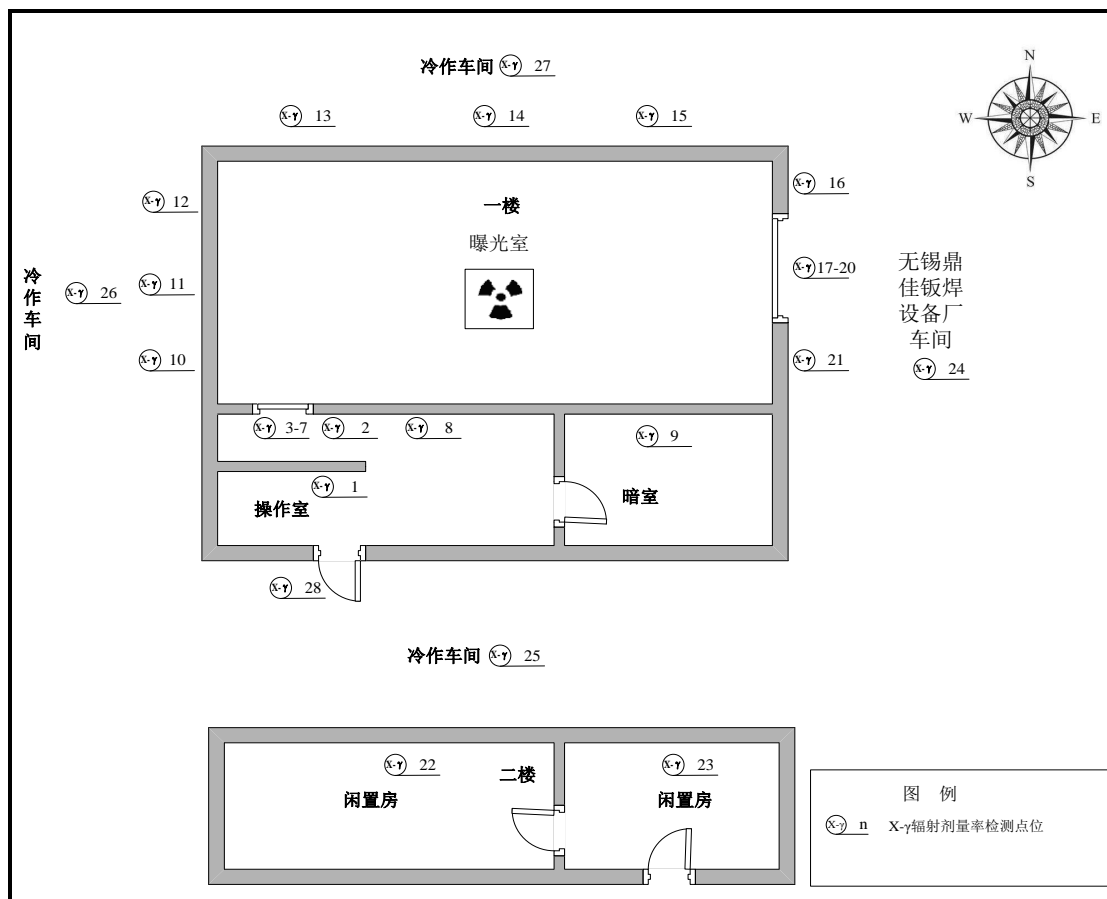 冷作车间 X-γ 27
N
W E
S
X-γ 13
X-γ 14
X-γ 15
X-γ 12
X-γ 16
一楼
曝光室
冷
作
车
间
X-γ 26
X-γ 11
X-γ 17-20
无锡鼎
佳钣焊
设备厂
车间
X-γ 24
X-γ 10
X-γ 21
X-γ 3-7
X-γ 2
X-γ 8
X-γ 9
X-γ 1
操作室
暗室
X-γ 28
冷作车间 X-γ 25
X-γ 22
二楼
X-γ 23
闲置房
闲置房
图 例
X-γ n X-γ辐射剂量率检测点位